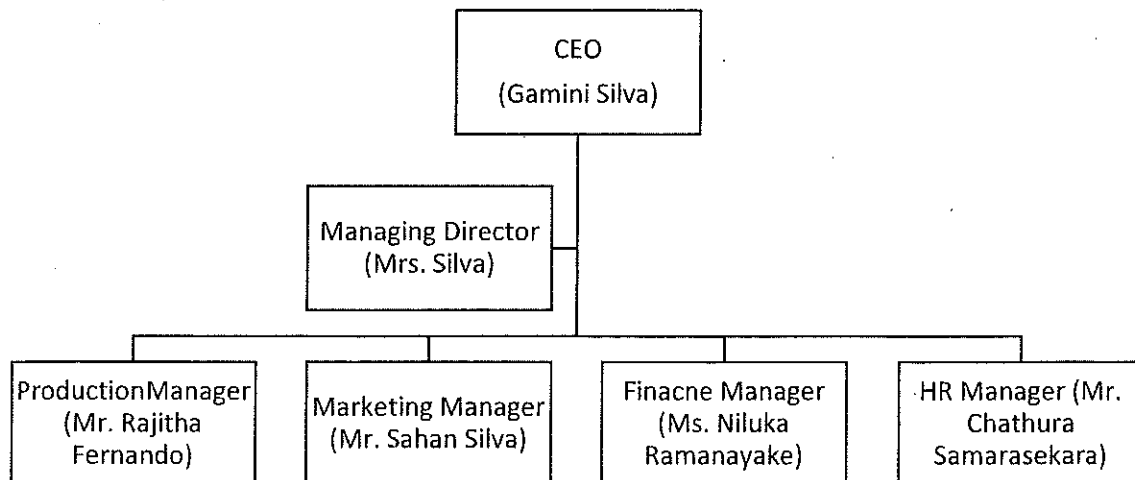 CEO
(Gamini Silva)
Managing Director
(Mrs. Silva)
ProductionManager
(Mr. Rajitha
Fernando)
Marketing Manager
(Mr. Sahan Silva)
Finacne Manager
(Ms. Niluka
Ramanayake)
HR Manager (Mr.
Chathura
Samarasekara)